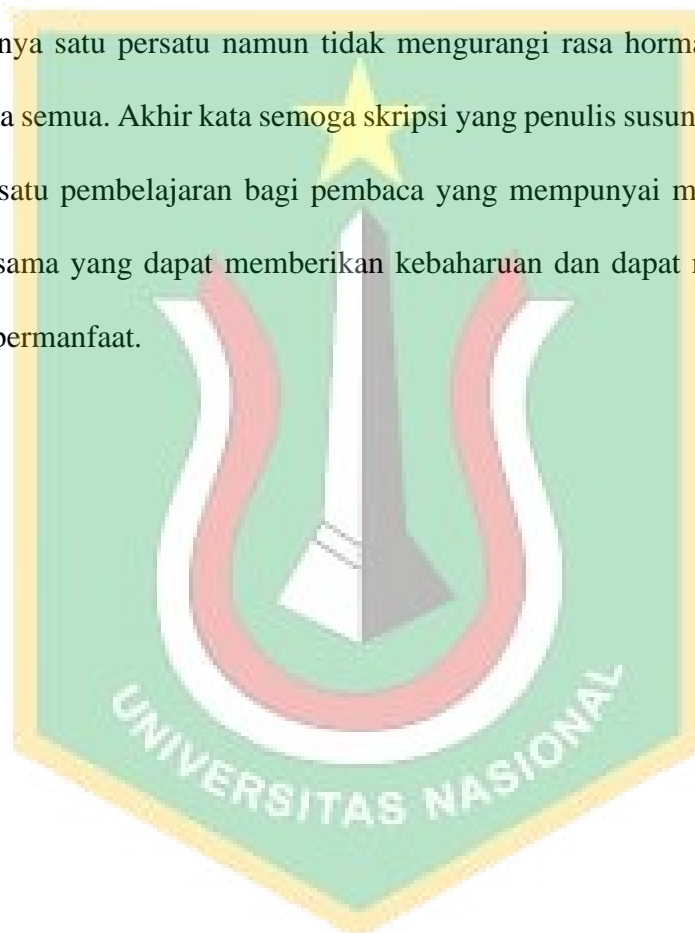 nya satu persatu namun tidak mengurangi rasa horma
a semua. Akhir kata semoga skripsi yang penulis susun
satu pembelajaran bagi pembaca yang mempunyai m
sama yang dapat memberikan kebaharuan dan dapat
bermanfaat.
UNIVERSITAS NASIONAL